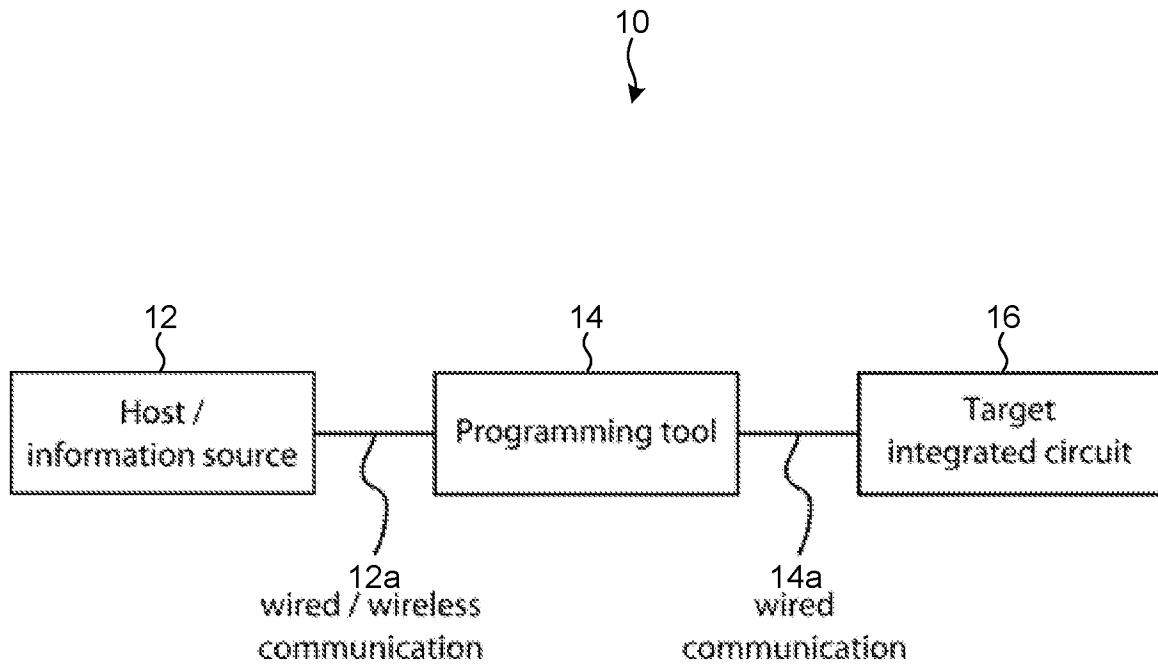 10
12
14
16
Host /
information source
Programming tool
Target
integrated circuit
12a
wired / wireless
communication
14a
wired
communication